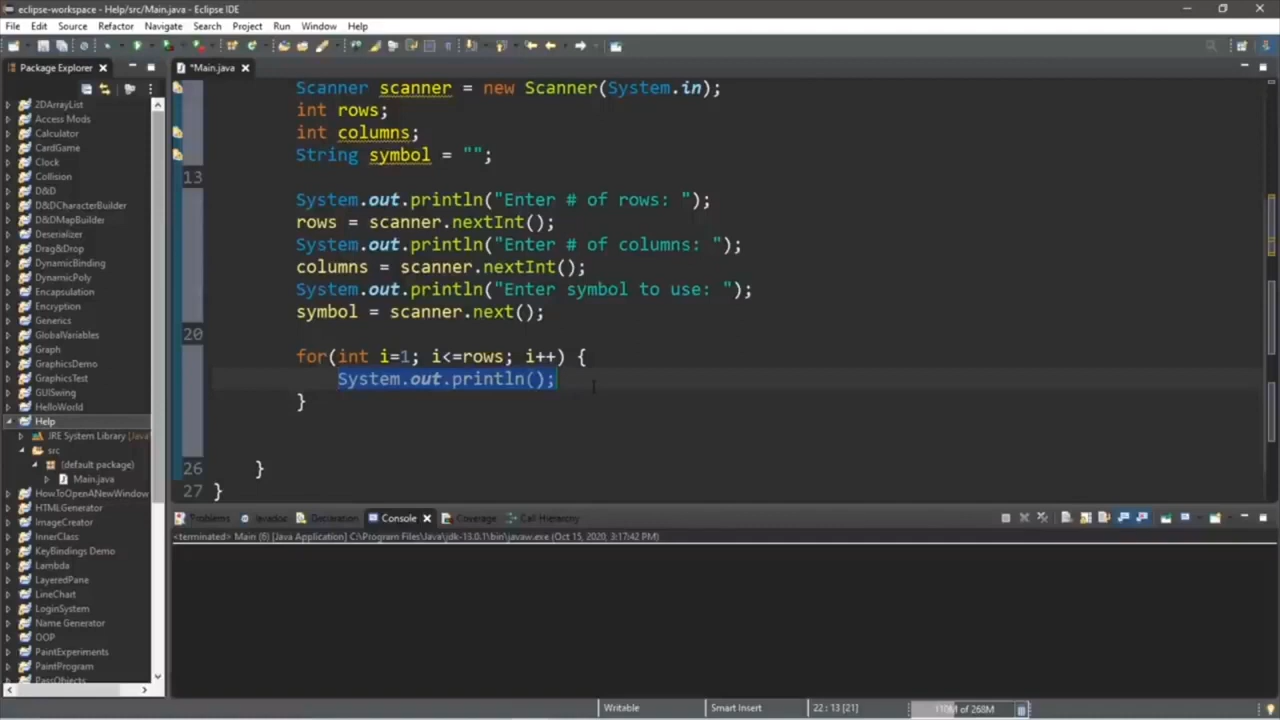 eclipse-workspace - Help/src/Main.java - Eclipse IDE
File Edit Source Refactor Navigate Search Project Run Window Help
Package Explorer
*Main.java
2DArrayList
Access Mods
Calculator
CardGame
Clock
Collision
D&D
D&DCharacterBuilder
D&DMapBuilder
Deserializer
Drag&Drop
DynamicBinding
DynamicPoly
Encapsulation
Encryption
Generics
GlobalVariables
Graph
GraphicsDemo
GraphicsTest
GUISwing
HelloWorld
Help
JRE System Library [Java
src
(default package)
Main.java
HowToOpenANewWindow
HTMLGenerator
ImageCreator
InnerClass
KeyBindings Demo
Lambda
LayeredPane
LineChart
LoginSystem
Name Generator
OOP
PaintExperiments
PaintProgram
PassObjects
Scanner scanner = new Scanner(System.in);
int rows;
int columns;
String symbol = "";
13
System.out.println("Enter # of rows: ");
rows = scanner.nextInt();
System.out.println("Enter # of columns: ");
columns = scanner.nextInt();
System.out.println("Enter symbol to use: ");
symbol = scanner.next();
20
for(int i=1; i<=rows; i++) {
System.out.println();
}
26 }
27 }
Problems Javadoc Declaration Console Coverage Call Hierarchy
<terminated> Main (6) [Java Application] C:\Program Files\Java\jdk-13.0.1\bin\javaw.exe (Oct 15, 2020, 3:17:42 PM)
Writable Smart Insert 22 : 13 [21] 110M of 268M